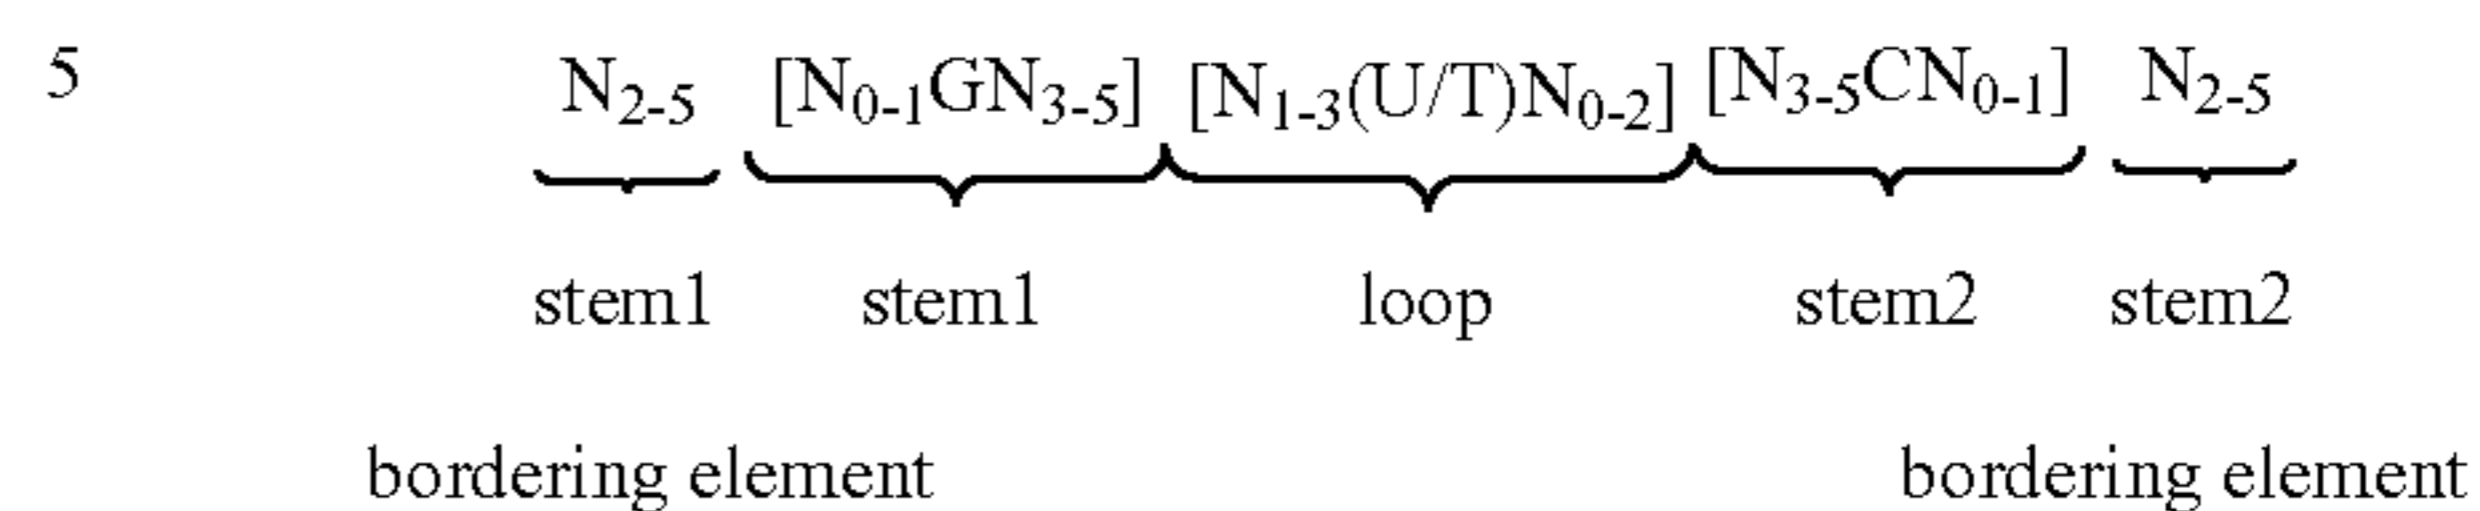 5 N₂₋₅ [N₀₋₁GN₃₋₅] [N₁₋₃(U/T)N₀₋₂] [N₃₋₅CN₀₋₁] N₂₋₅
stem1 stem1 loop stem2 stem2
bordering element bordering element